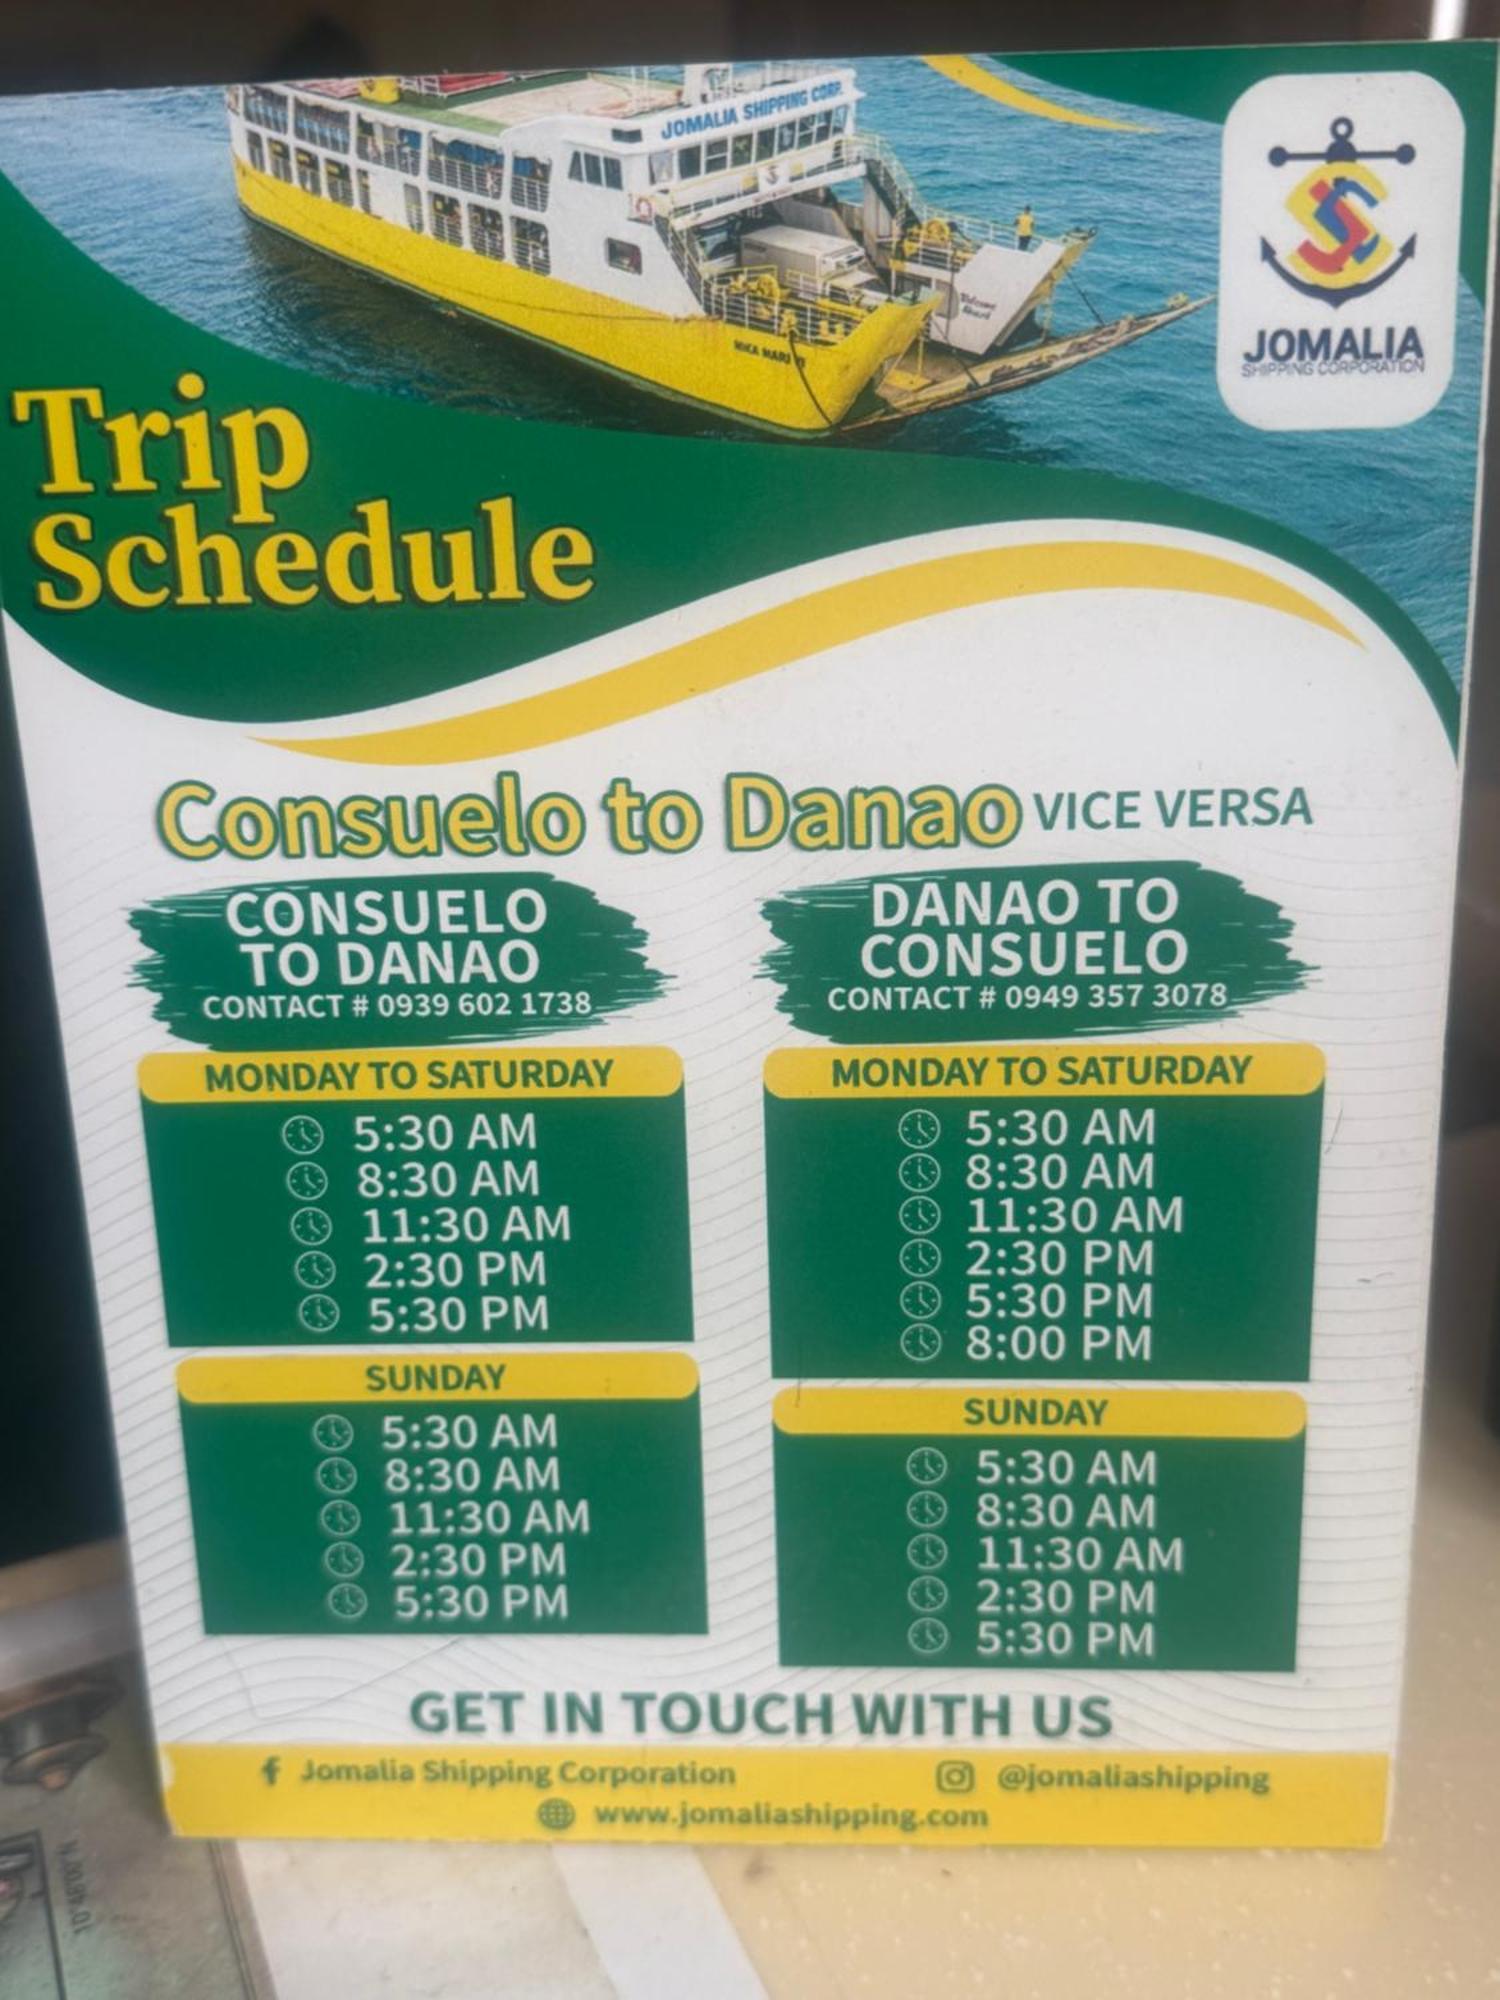 JOMALIA SHIPPING CORP.
Welcome
Aboard
JOMALIA
SHIPPING CORPORATION
Trip
Schedule
Consuelo to Danao VICE VERSA
CONSUELO
TO DANAO
CONTACT # 0939 602 1738
MONDAY TO SATURDAY
5:30 AM
8:30 AM
11:30 AM
2:30 PM
5:30 PM
SUNDAY
5:30 AM
8:30 AM
11:30 AM
2:30 PM
5:30 PM
DANAO TO
CONSUELO
CONTACT # 0949 357 3078
MONDAY TO SATURDAY
5:30 AM
8:30 AM
11:30 AM
2:30 PM
5:30 PM
8:00 PM
SUNDAY
5:30 AM
8:30 AM
11:30 AM
2:30 PM
5:30 PM
GET IN TOUCH WITH US
Jomalia Shipping Corporation
@jomaliashipping
www.jomaliashipping.com